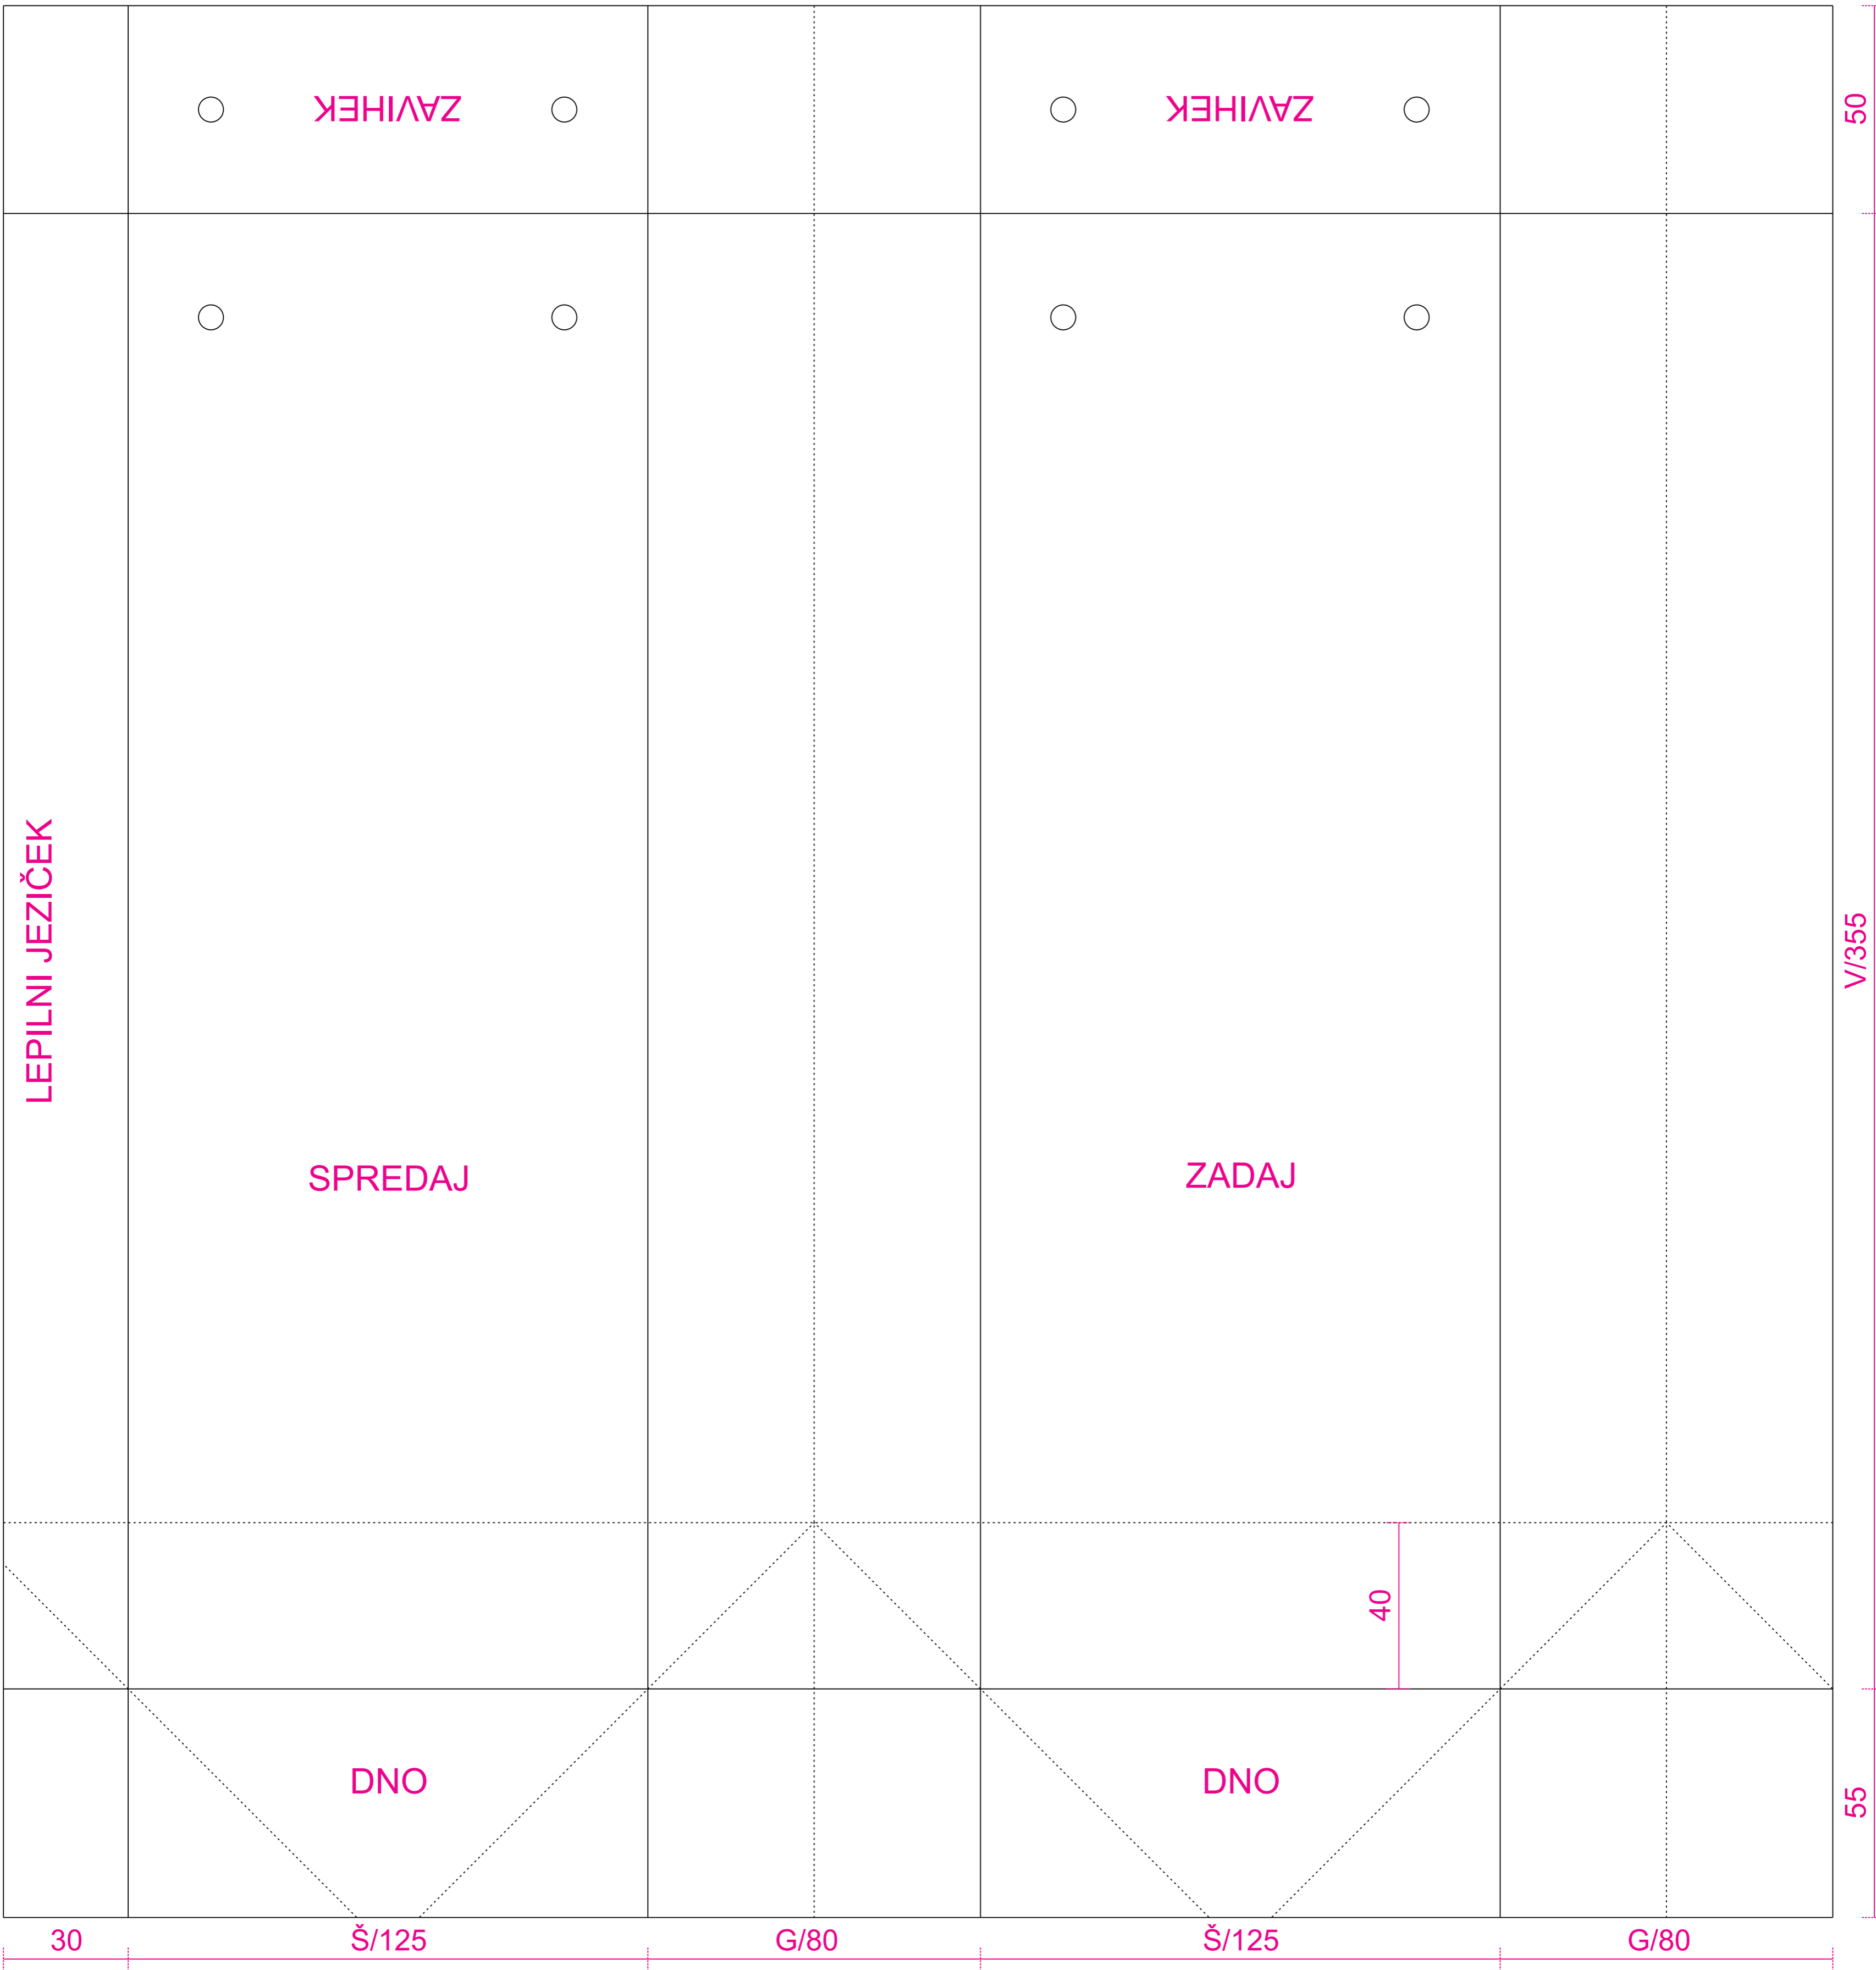 ZAVIHEK
ZAVIHEK
50
LEPILNI JEZIČEK
V/355
SPREDAJ
ZADAJ
40
DNO
DNO
55
30
Š/125
G/80
Š/125
G/80